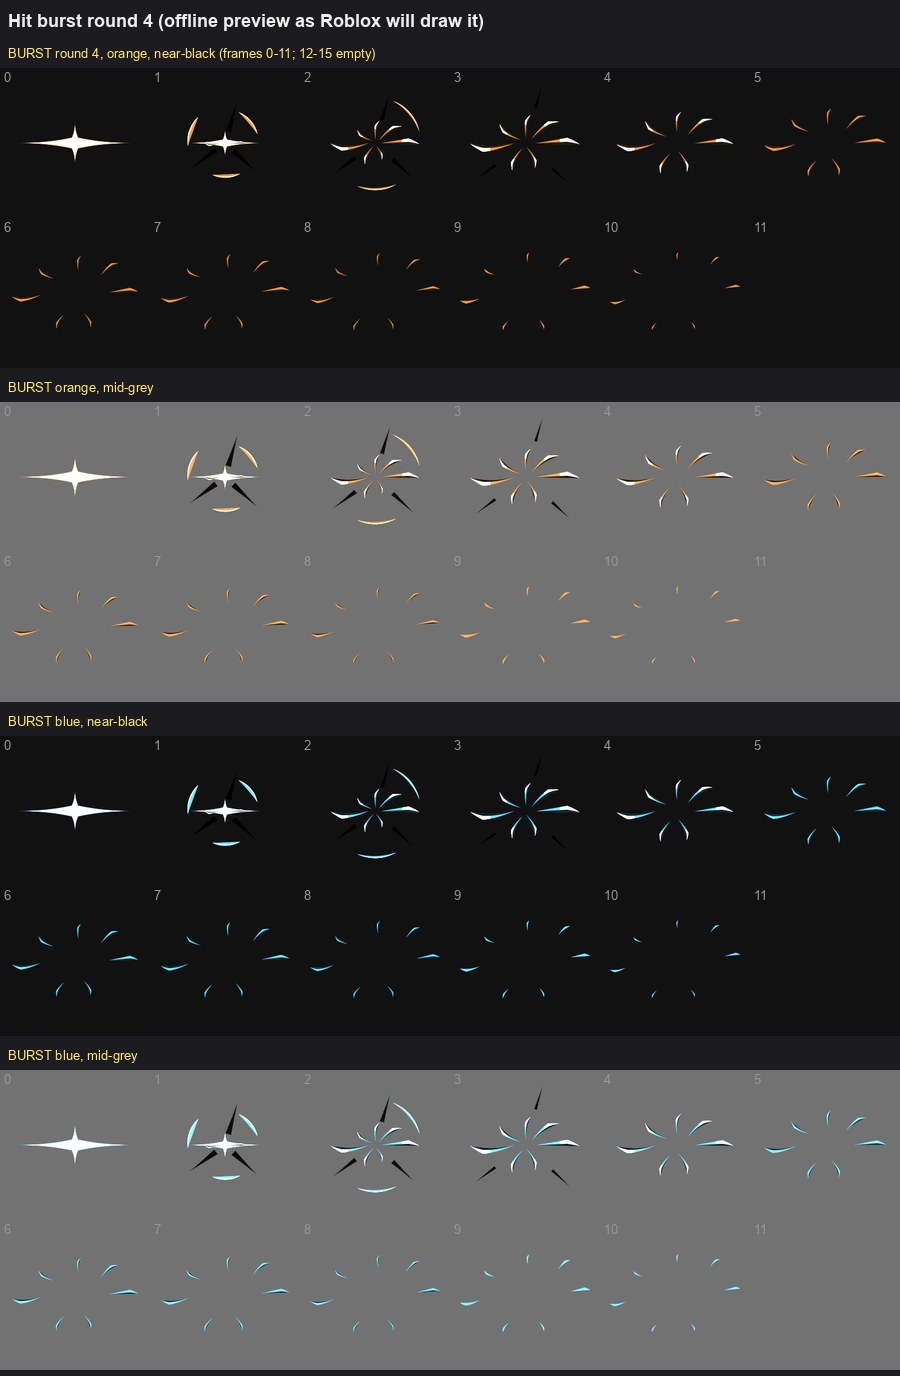 Hit burst round 4 (offline preview as Roblox will draw it)
BURST round 4, orange, near-black (frames 0-11; 12-15 empty)
0 1 2 3 4 5
6 7 8 9 10 11
BURST orange, mid-grey
0 1 2 3 4 5
6 7 8 9 10 11
BURST blue, near-black
0 1 2 3 4 5
6 7 8 9 10 11
BURST blue, mid-grey
0 1 2 3 4 5
6 7 8 9 10 11